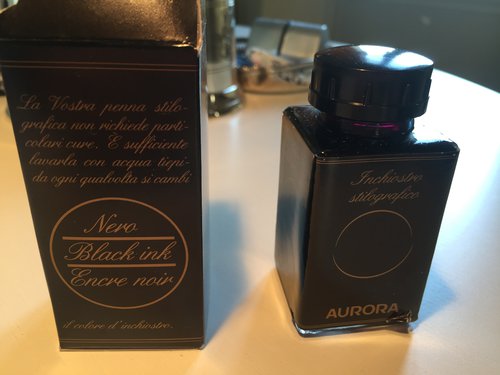 La Vostra penna stilo-
grafica non richiede parti-
colari cure. È sufficiente
lavarla con acqua tiepi-
da ogni qualvolta si cambi
Nero
Black ink
Encre noir
il colore d'inchiostro.
Inchiostro
stilografico
AURORA